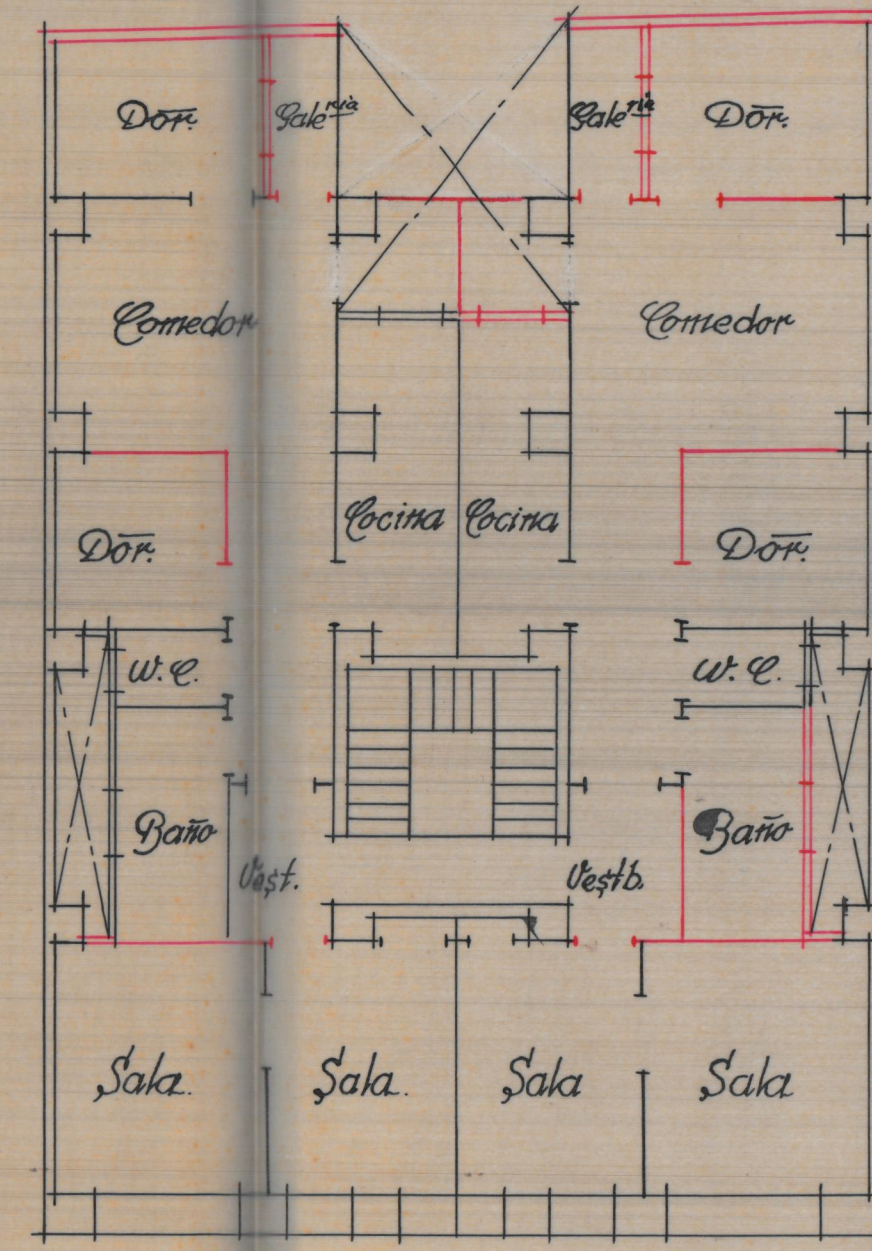 Dor. Galería Galería Dor.
Comedor Comedor
Cocina Cocina
Dor. Dor.
W.C. W.C.
Baño Baño
Vest. Vestb.
Sala. Sala. Sala Sala